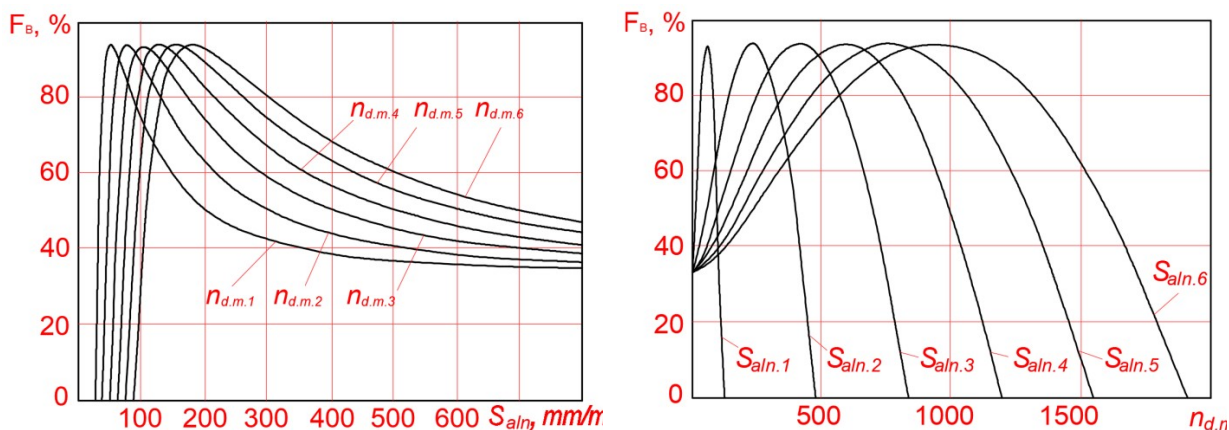 F_B, %
80
60
40
20
0
n_d.m.4
n_d.m.5
n_d.m.6
n_d.m.1
n_d.m.2
n_d.m.3
100 200 300 400 500 600 S_aln, mm/m
F_B, %
80
60
40
20
0
S_aln.6
S_aln.1
S_aln.2
S_aln.3
S_aln.4
S_aln.5
500 1000 1500 n_d.m